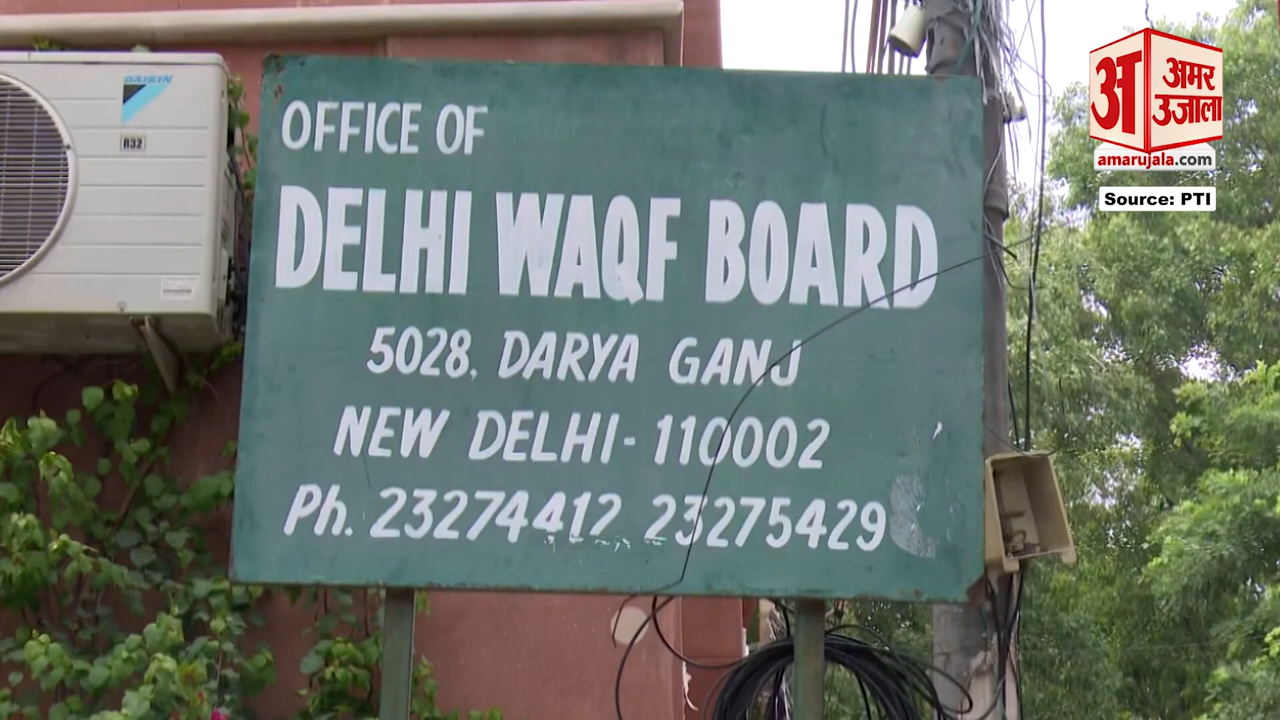 OFFICE OF
DELHI WAQF BOARD
5028, DARYA GANJ
NEW DELHI- 110002
Ph. 23274412 23275429
DAIKIN
R32
अ
अमर
उजाला
amarujala.com
Source: PTI